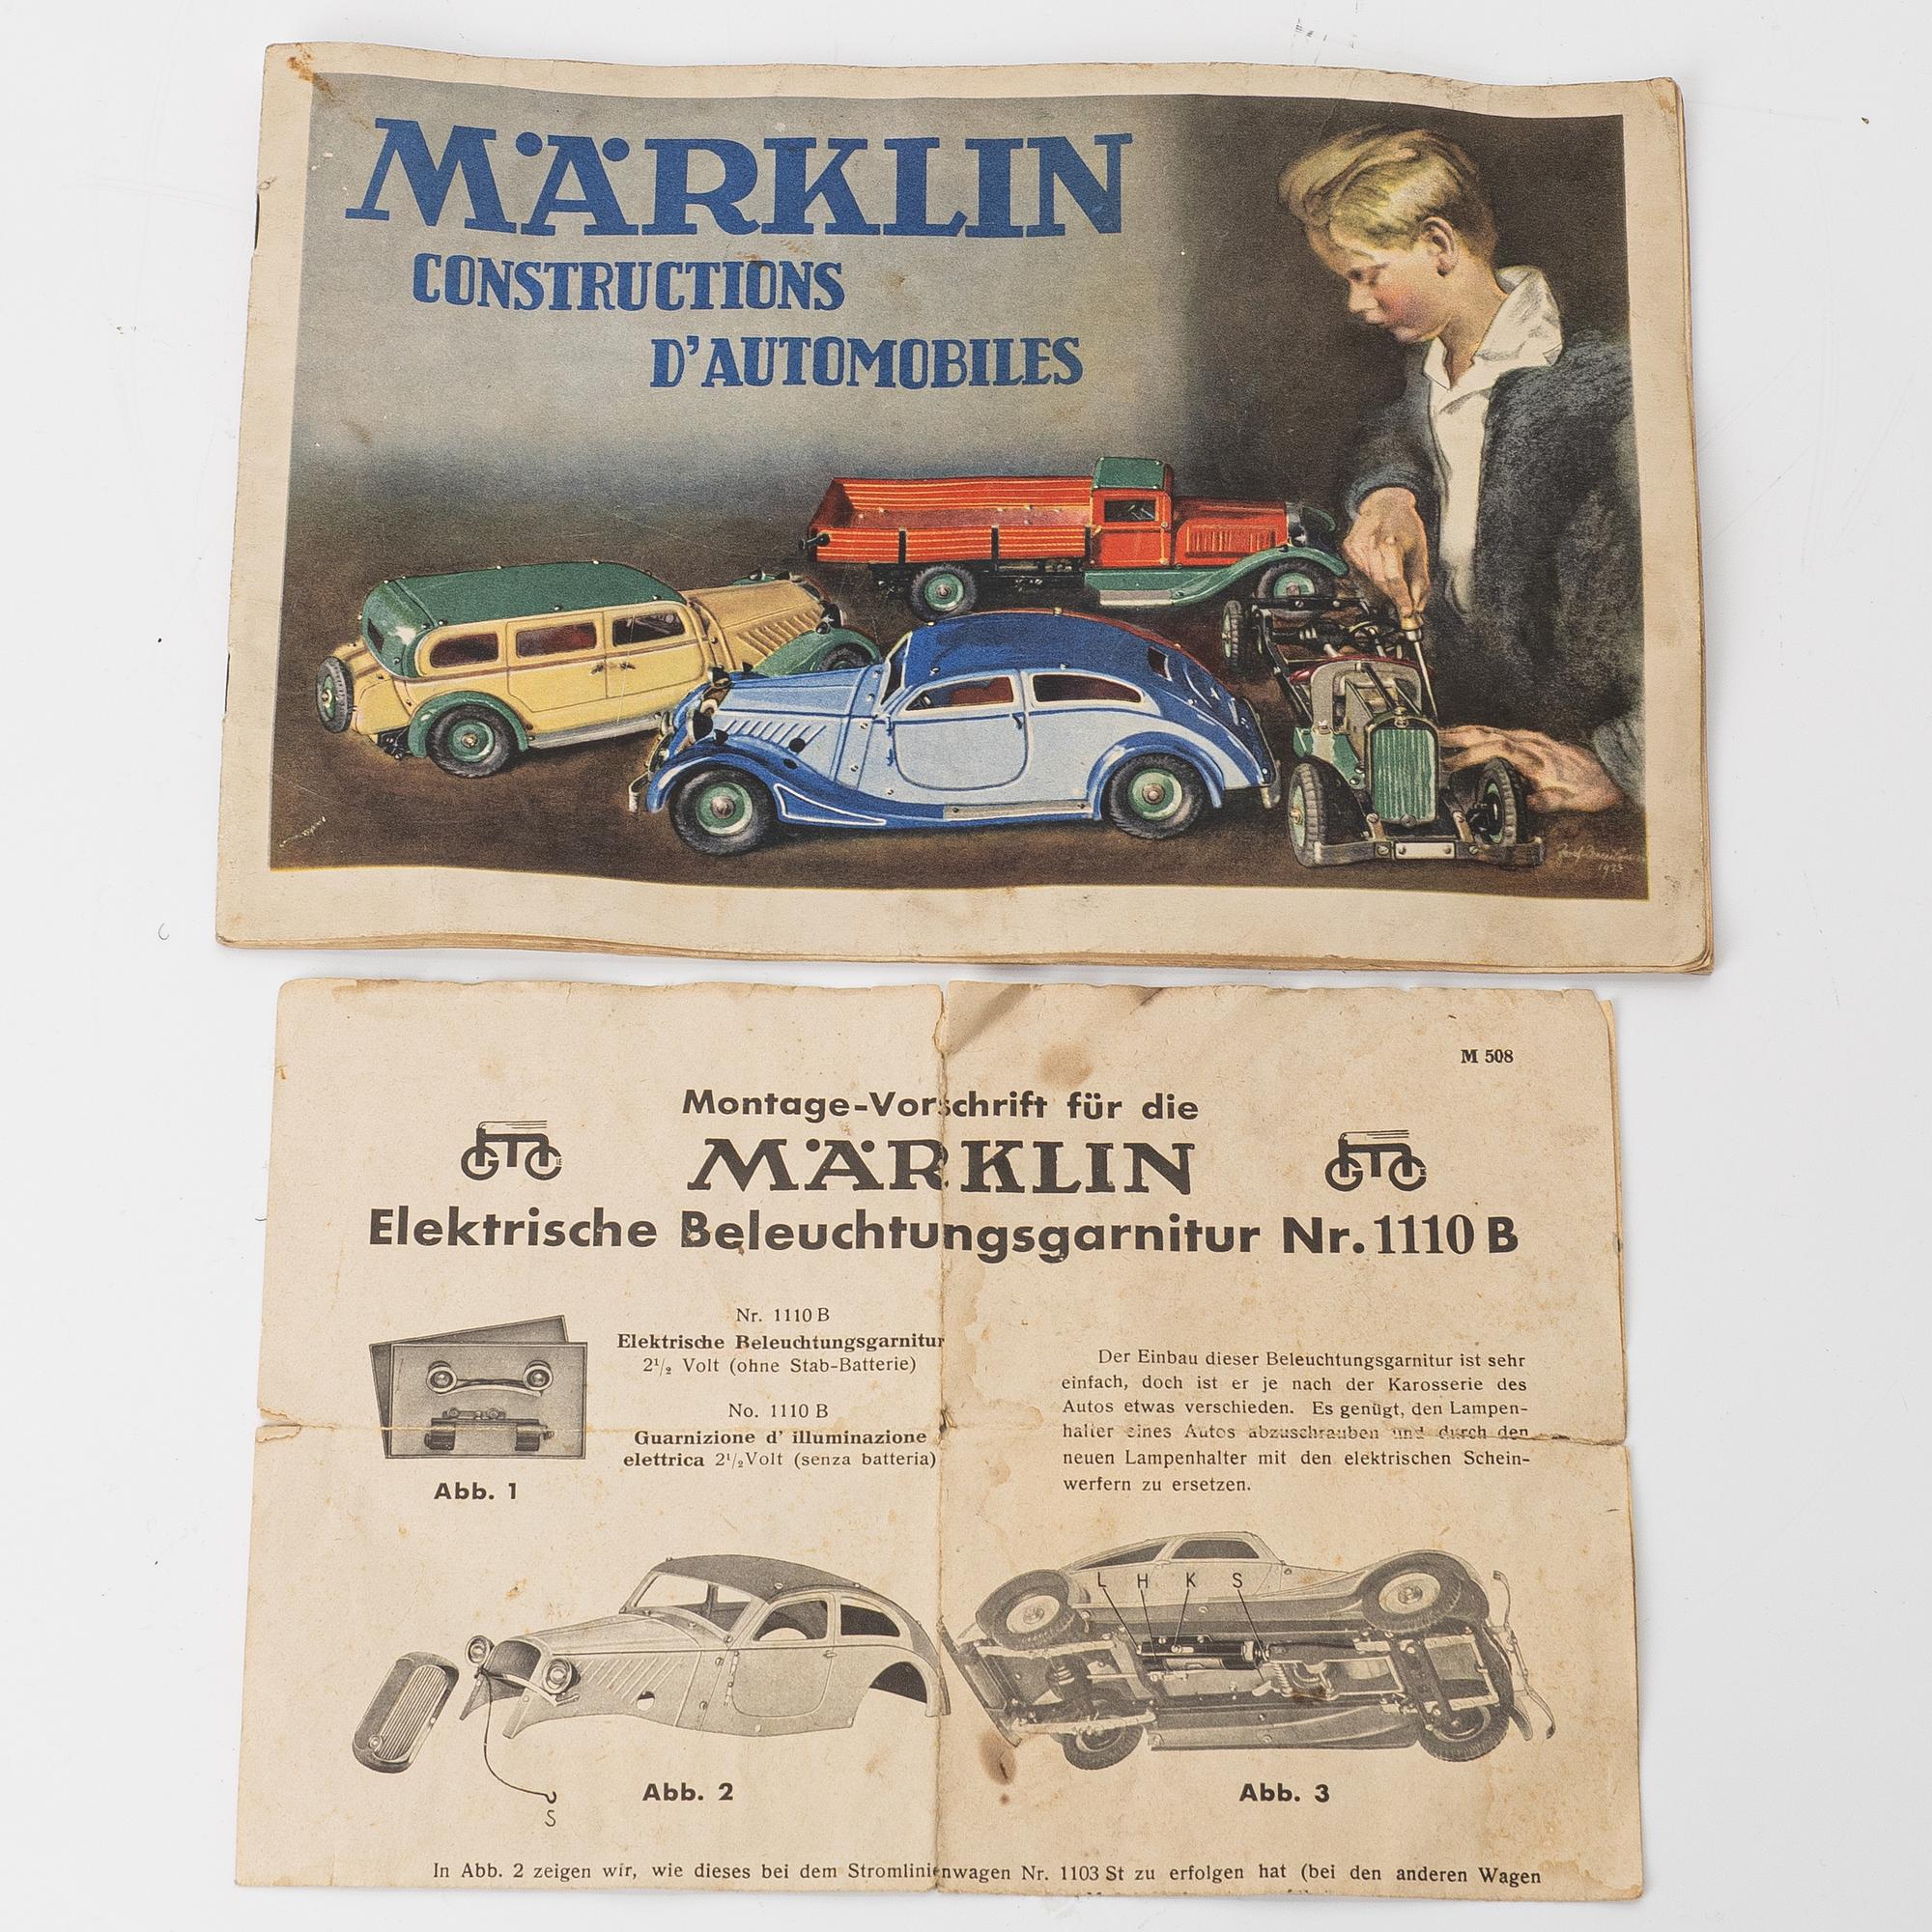 MÄRKLIN
CONSTRUCTIONS
D'AUTOMOBILES
M 508
Montage-Vorschrift für die
MÄRKLIN
Elektrische Beleuchtungsgarnitur Nr. 1110 B
Nr. 1110 B
Elektrische Beleuchtungsgarnitur
2½ Volt (ohne Stab-Batterie)
No. 1110 B
Guarnizione d' illuminazione
elettrica 2½ Volt (senza batteria)
Abb. 1
Der Einbau dieser Beleuchtungsgarnitur ist sehr
einfach, doch ist er je nach der Karosserie des
Autos etwas verschieden. Es genügt, den Lampen-
halter eines Autos abzuschrauben und durch den
neuen Lampenhalter mit den elektrischen Schein-
werfern zu ersetzen.
L H K S
S
Abb. 2
Abb. 3
In Abb. 2 zeigen wir, wie dieses bei dem Stromlinienwagen Nr. 1103 St zu erfolgen hat (bei den anderen Wagen